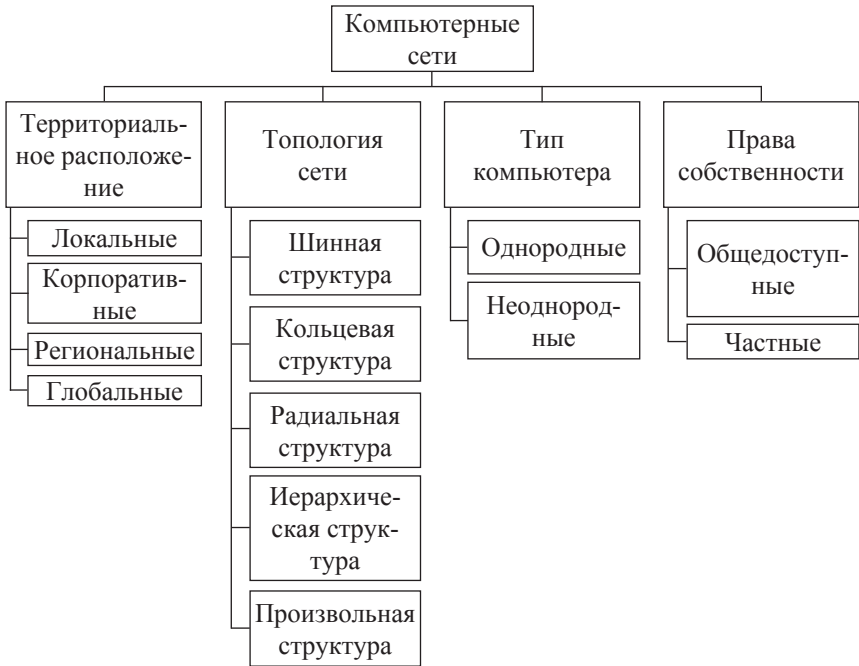 Компьютерные
сети
Территориаль-
ное расположе-
ние
Локальные
Корпоратив-
ные
Региональные
Глобальные
Топология
сети
Шинная
структура
Кольцевая
структура
Радиальная
структура
Иерархиче-
ская струк-
тура
Произвольная
структура
Тип
компьютера
Однородные
Неоднород-
ные
Права
собственности
Общедоступ-
ные
Частные